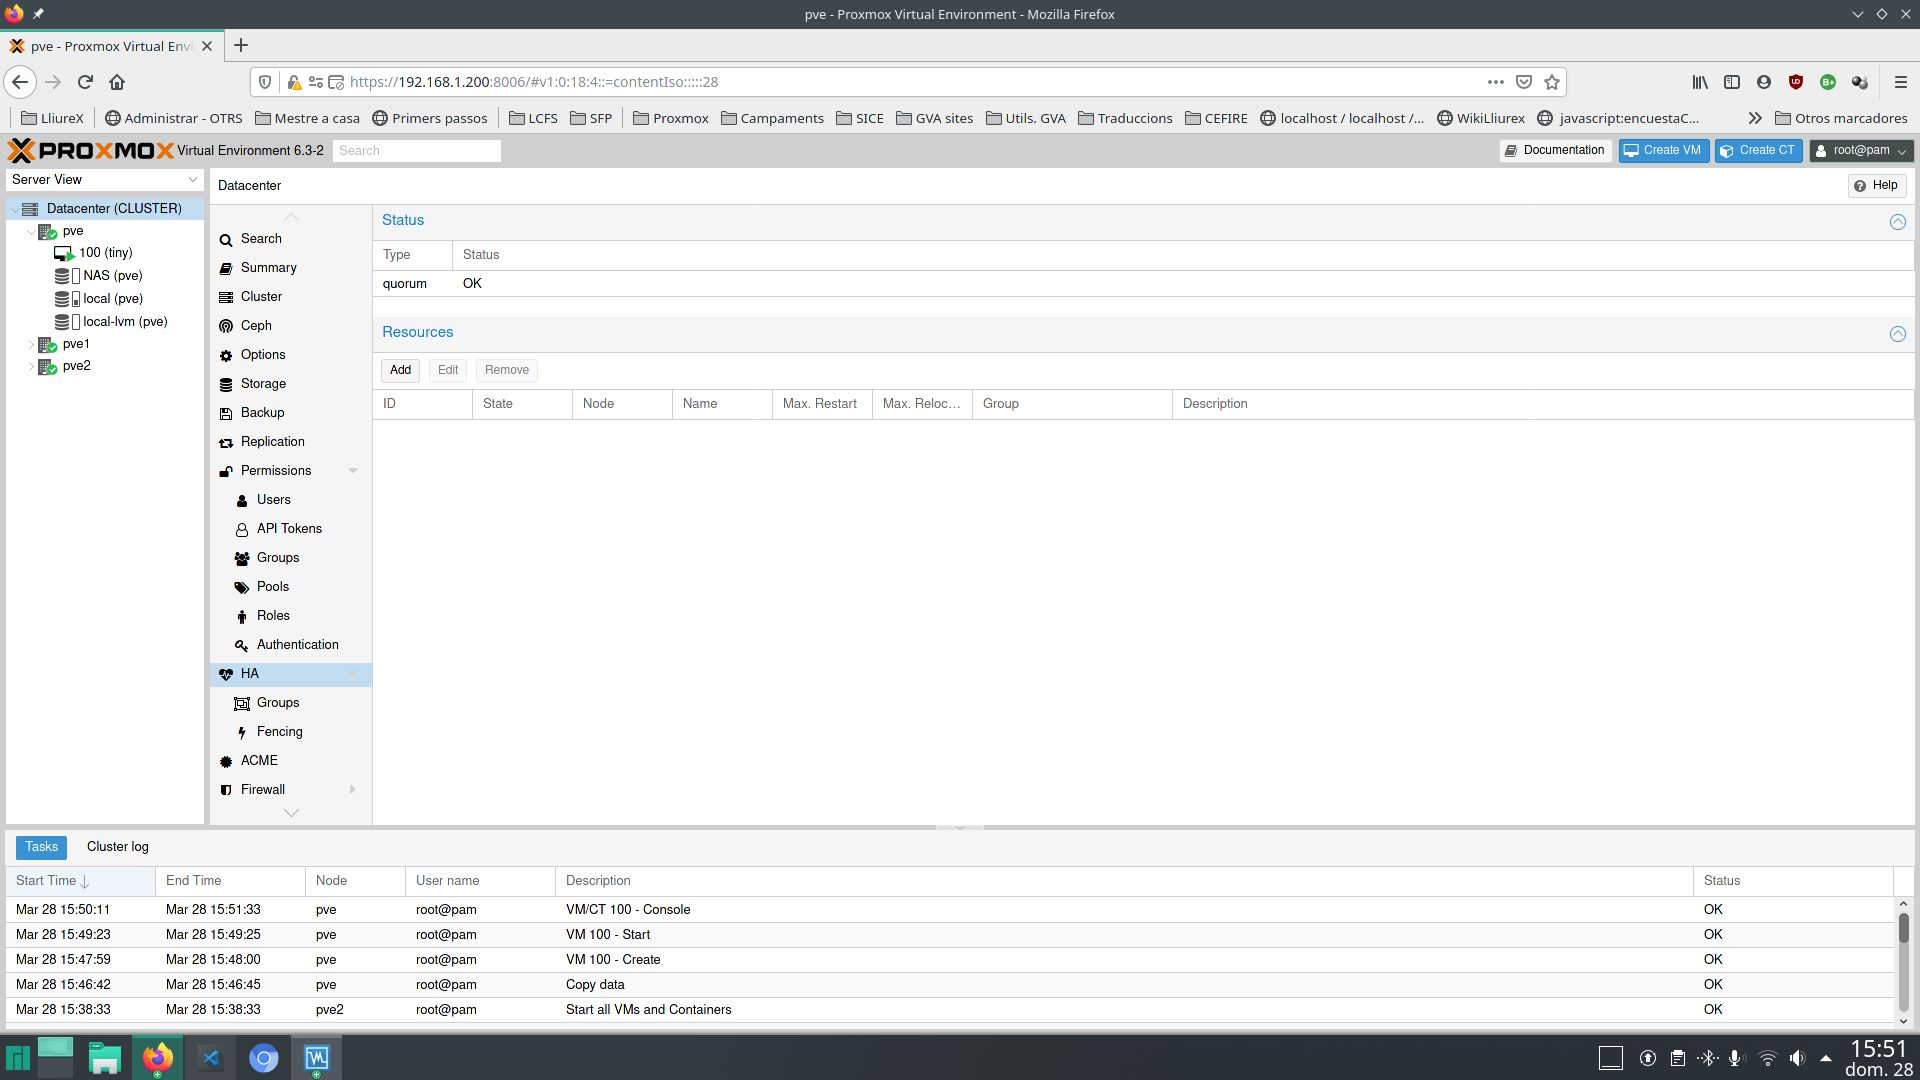 pve - Proxmox Virtual Environment - Mozilla Firefox
pve - Proxmox Virtual Envi
https://192.168.1.200:8006/#v1:0:18:4::=contentIso:::::28
LliureX Administrar - OTRS Mestre a casa Primers passos LCFS SFP Proxmox Campaments SICE GVA sites Utils. GVA Traduccions CEFIRE localhost / localhost /... WikiLliurex javascript:encuestaC... Otros marcadores
PROXMOX Virtual Environment 6.3-2 Search Documentation Create VM Create CT root@pam
Server View
Datacenter (CLUSTER)
pve
100 (tiny)
NAS (pve)
local (pve)
local-lvm (pve)
pve1
pve2
Datacenter Help
Search
Summary
Cluster
Ceph
Options
Storage
Backup
Replication
Permissions
Users
API Tokens
Groups
Pools
Roles
Authentication
HA
Groups
Fencing
ACME
Firewall
Status
Type Status
quorum OK
Resources
Add Edit Remove
ID State Node Name Max. Restart Max. Reloc... Group Description
Tasks Cluster log
Start Time End Time Node User name Description Status
Mar 28 15:50:11 Mar 28 15:51:33 pve root@pam VM/CT 100 - Console OK
Mar 28 15:49:23 Mar 28 15:49:25 pve root@pam VM 100 - Start OK
Mar 28 15:47:59 Mar 28 15:48:00 pve root@pam VM 100 - Create OK
Mar 28 15:46:42 Mar 28 15:46:45 pve root@pam Copy data OK
Mar 28 15:38:33 Mar 28 15:38:33 pve2 root@pam Start all VMs and Containers OK
15:51
dom. 28